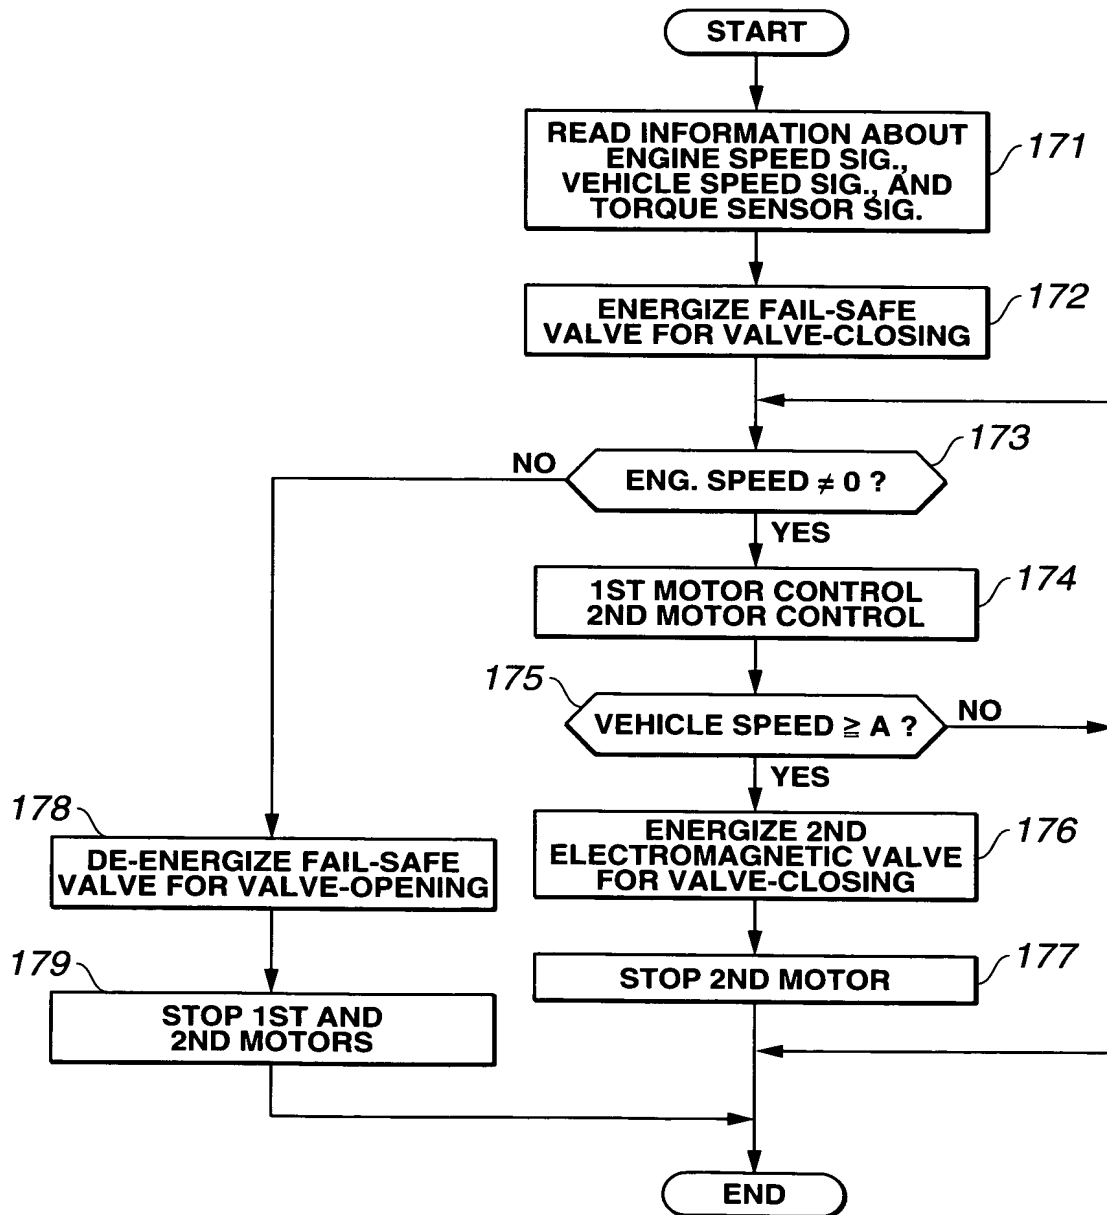 START
READ INFORMATION ABOUT
ENGINE SPEED SIG.,
VEHICLE SPEED SIG., AND
TORQUE SENSOR SIG.
171
ENERGIZE FAIL-SAFE
VALVE FOR VALVE-CLOSING
172
173
NO
ENG. SPEED ≠ 0 ?
YES
1ST MOTOR CONTROL
2ND MOTOR CONTROL
174
175
VEHICLE SPEED ≧ A ?
NO
YES
178
DE-ENERGIZE FAIL-SAFE
VALVE FOR VALVE-OPENING
ENERGIZE 2ND
ELECTROMAGNETIC VALVE
FOR VALVE-CLOSING
176
179
STOP 1ST AND
2ND MOTORS
STOP 2ND MOTOR
177
END